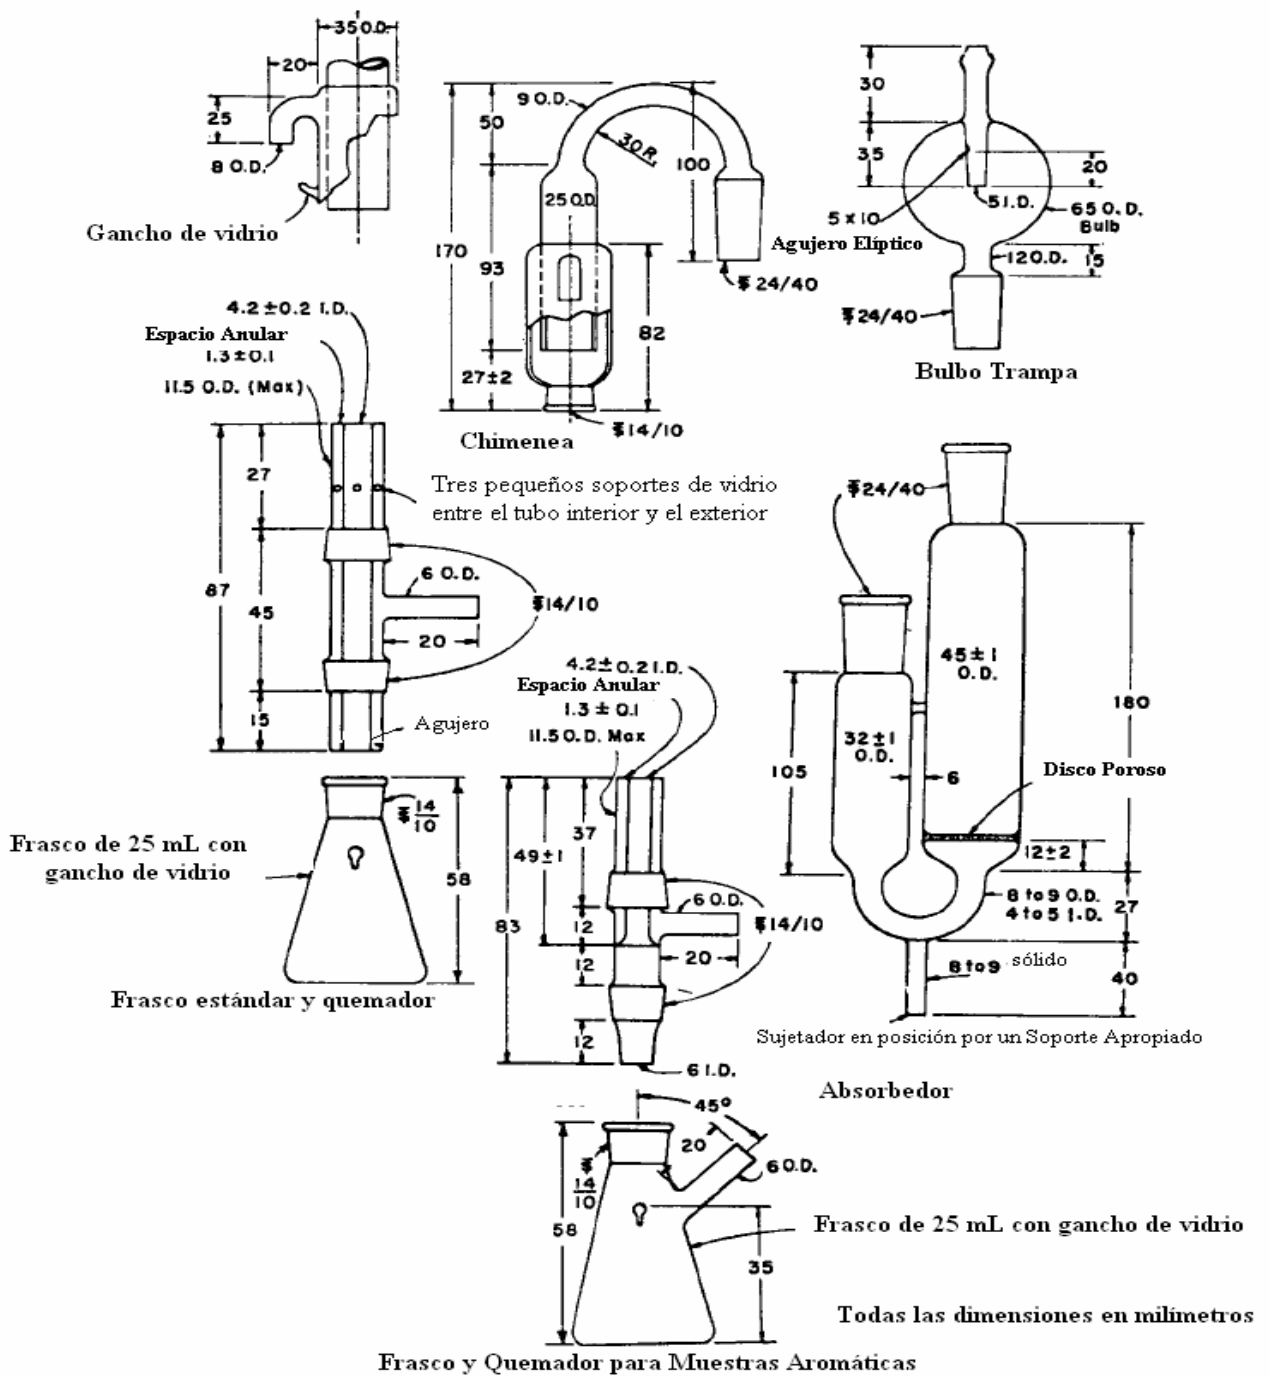 35 O.D.
20
25
8 O.D.
Gancho de vidrio
9 O.D.
50
30 R.
100
25 O.D.
170
93
82
27±2
24/40
14/10
Chimenea
30
35
20
5 I.D.
5 x 10
65 O.D.
Bulb
Agujero Elíptico
12 O.D.
15
24/40
Bulbo Trampa
4.2 ±0.2 I.D.
Espacio Anular
1.3 ±0.1
11.5 O.D. (Max)
27
87
45
15
Tres pequeños soportes de vidrio
entre el tubo interior y el exterior
6 O.D.
14/10
20
Agujero
14
10
58
Frasco de 25 mL con
gancho de vidrio
Frasco estándar y quemador
4.2± 0.2 I.D.
Espacio Anular
1.3 ± 0.1
11.5 O.D. Max
37
49±1
83
12
12
12
6 O.D.
14/10
20
6 I.D.
24/40
45±1
O.D.
180
32±1
O.D.
105
6
Disco Poroso
12±2
8 to 9 O.D.
4 to 5 I.D.
27
8 to 9 sólido
40
Sujetador en posición por un Soporte Apropiado
Absorbedor
45°
20
6 O.D.
14
10
58
35
Frasco de 25 mL con gancho de vidrio
Todas las dimensiones en milímetros
Frasco y Quemador para Muestras Aromáticas